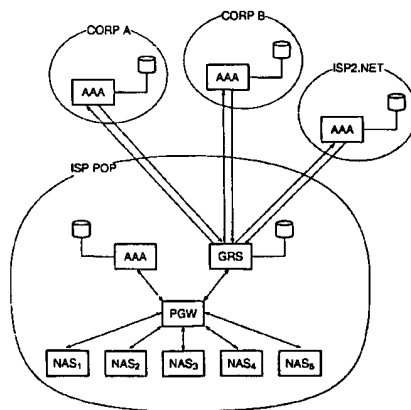 CORP A
CORP B
ISP2.NET
AAA
AAA
AAA
ISP POP
AAA
GRS
PGW
NAS1
NAS2
NAS3
NAS4
NAS5